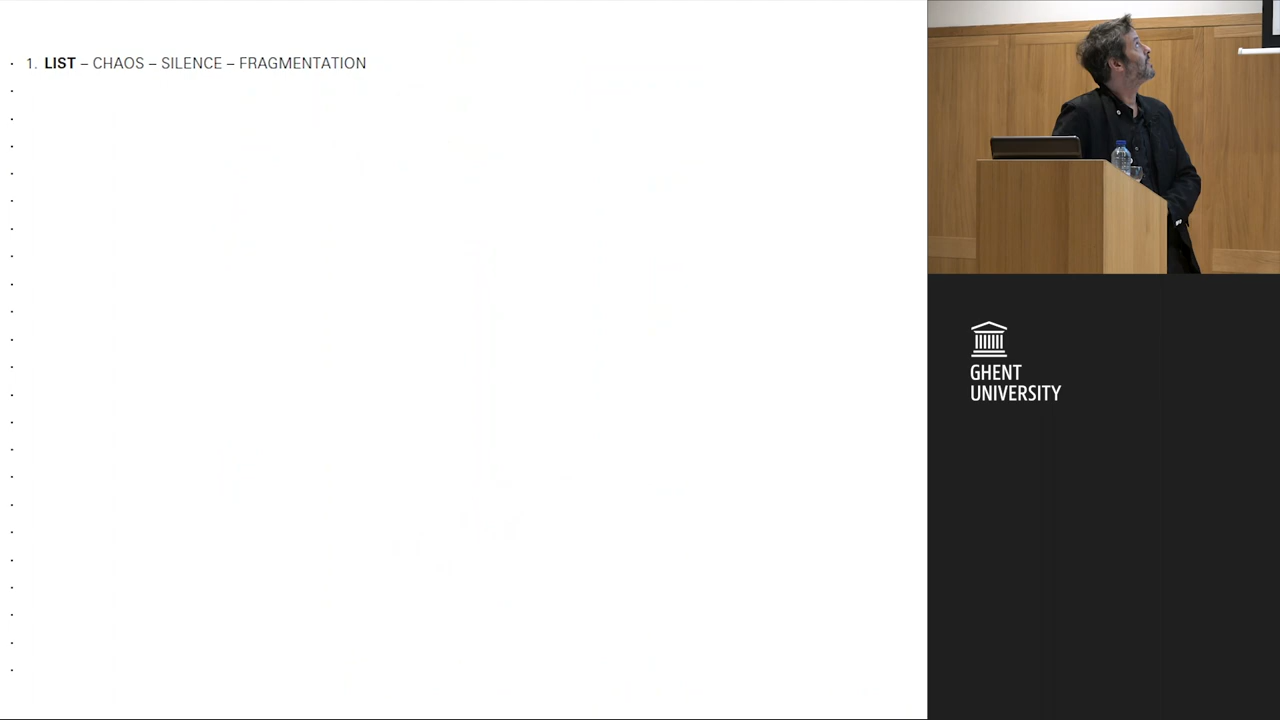 1. LIST – CHAOS – SILENCE – FRAGMENTATION
GHENT
UNIVERSITY